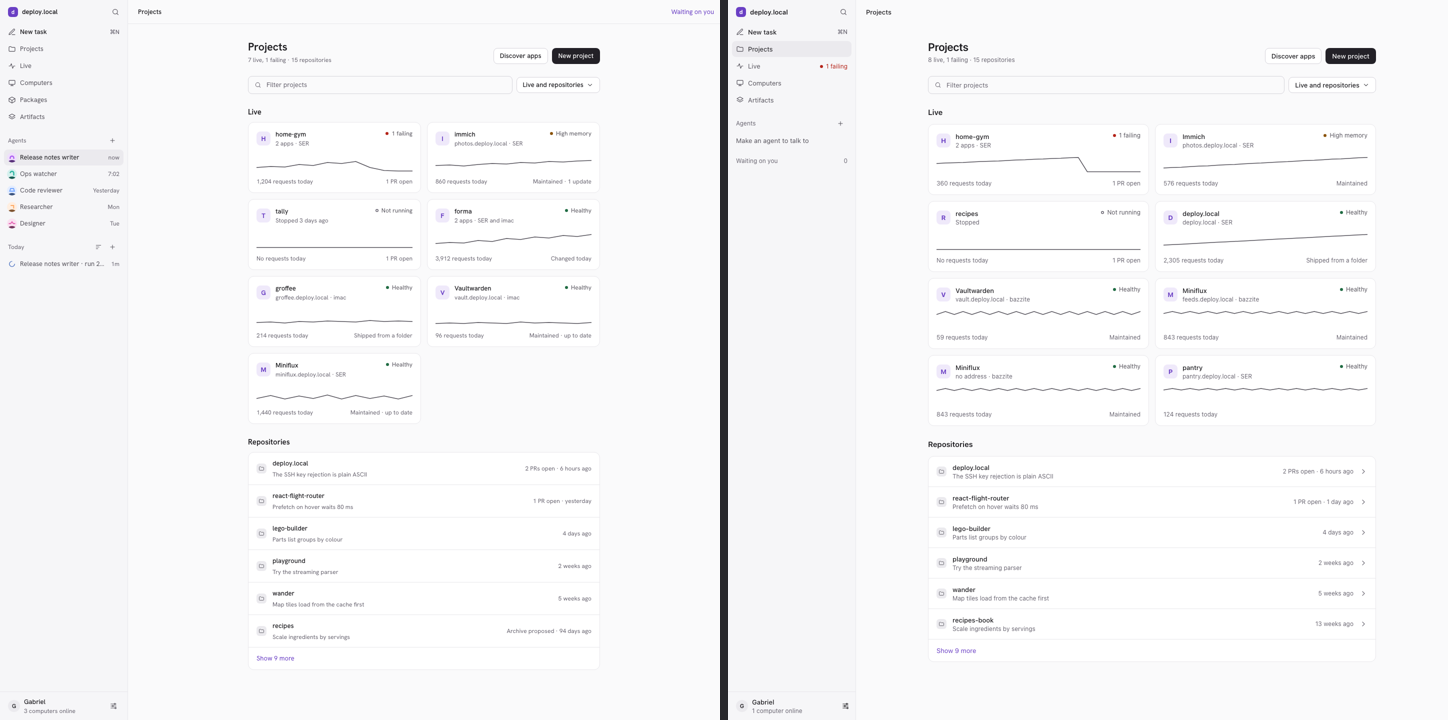 d deploy.local
New task ⌘N
Projects
Live
Computers
Packages
Artifacts
Agents +
Release notes writer now
Ops watcher 7:02
Code reviewer Yesterday
Researcher Mon
Designer Tue
Today +
Release notes writer · run 2... 1m
G Gabriel
3 computers online
Projects Waiting on you
Projects
7 live, 1 failing · 15 repositories
Discover apps New project
Filter projects Live and repositories
Live
H home-gym 1 failing
2 apps · SER
1,204 requests today 1 PR open
I Immich High memory
photos.deploy.local · SER
860 requests today Maintained · 1 update
T tally Not running
Stopped 3 days ago
No requests today 1 PR open
F forma Healthy
2 apps · SER and imac
3,912 requests today Changed today
G groffee Healthy
groffee.deploy.local · imac
214 requests today Shipped from a folder
V Vaultwarden Healthy
vault.deploy.local · imac
96 requests today Maintained · up to date
M Miniflux Healthy
miniflux.deploy.local · SER
1,440 requests today Maintained · up to date
Repositories
deploy.local
The SSH key rejection is plain ASCII
2 PRs open · 6 hours ago
react-flight-router
Prefetch on hover waits 80 ms
1 PR open · yesterday
lego-builder
Parts list groups by colour
4 days ago
playground
Try the streaming parser
2 weeks ago
wander
Map tiles load from the cache first
5 weeks ago
recipes
Scale ingredients by servings
Archive proposed · 94 days ago
Show 9 more
d deploy.local
New task ⌘N
Projects
Live 1 failing
Computers
Artifacts
Agents +
Make an agent to talk to
Waiting on you 0
G Gabriel
1 computer online
Projects
Projects
8 live, 1 failing · 15 repositories
Discover apps New project
Filter projects Live and repositories
Live
H home-gym 1 failing
2 apps · SER
360 requests today 1 PR open
I Immich High memory
photos.deploy.local · SER
576 requests today Maintained
R recipes Not running
Stopped
No requests today 1 PR open
D deploy.local Healthy
deploy.local · SER
2,305 requests today Shipped from a folder
V Vaultwarden Healthy
vault.deploy.local · bazzite
59 requests today Maintained
M Miniflux Healthy
feeds.deploy.local · bazzite
843 requests today Maintained
M Miniflux Healthy
no address · bazzite
843 requests today Maintained
P pantry Healthy
pantry.deploy.local · SER
124 requests today
Repositories
deploy.local
The SSH key rejection is plain ASCII
2 PRs open · 6 hours ago
react-flight-router
Prefetch on hover waits 80 ms
1 PR open · 1 day ago
lego-builder
Parts list groups by colour
4 days ago
playground
Try the streaming parser
2 weeks ago
wander
Map tiles load from the cache first
5 weeks ago
recipes-book
Scale ingredients by servings
13 weeks ago
Show 9 more